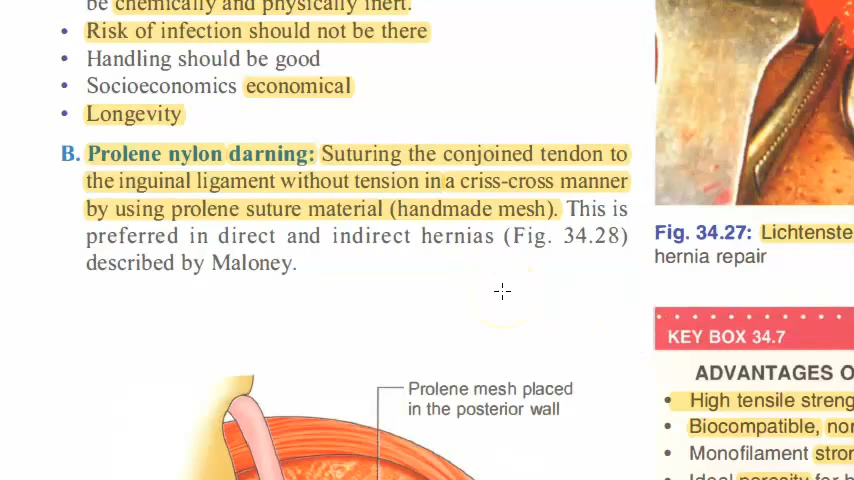 be chemically and physically inert.
• Risk of infection should not be there
• Handling should be good
• Socioeconomics economical
• Longevity
B. Prolene nylon darning: Suturing the conjoined tendon to
the inguinal ligament without tension in a criss-cross manner
by using prolene suture material (handmade mesh). This is
preferred in direct and indirect hernias (Fig. 34.28)
described by Maloney.
Prolene mesh placed
in the posterior wall
Fig. 34.27: Lichtenste
hernia repair
KEY BOX 34.7
ADVANTAGES O
• High tensile streng
• Biocompatible, non
• Monofilament stron
• Ideal porosity for